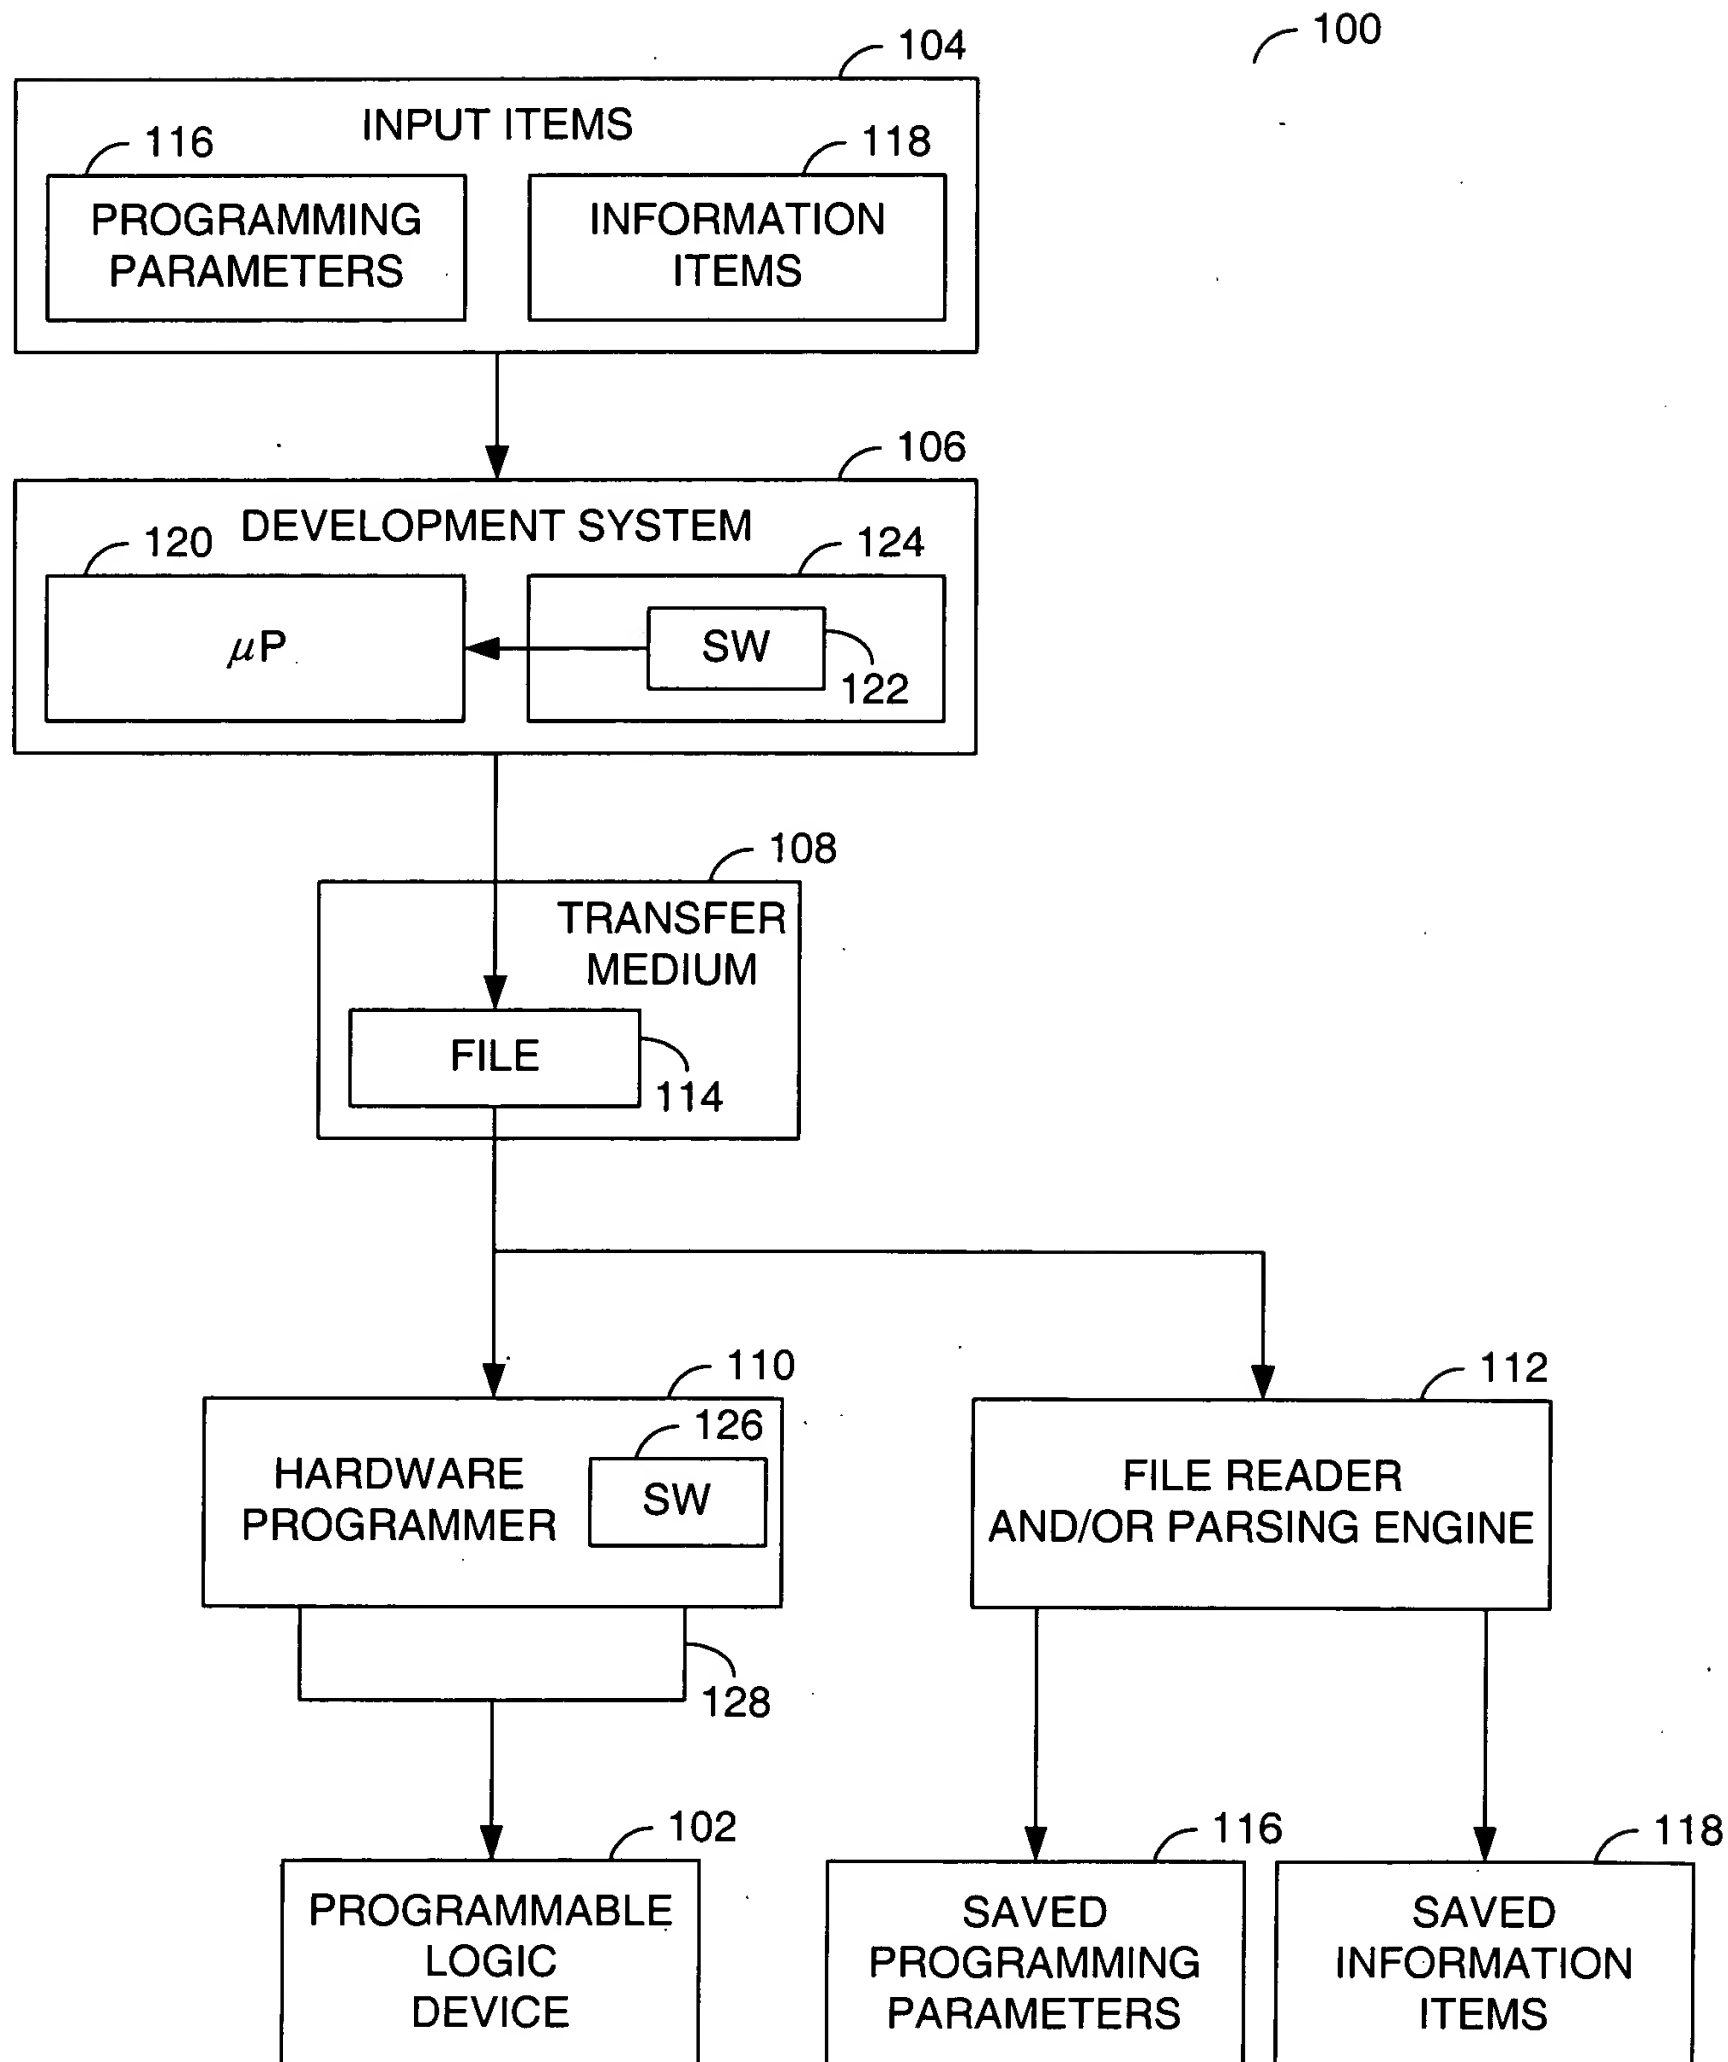 100
104
INPUT ITEMS
116
118
PROGRAMMING
PARAMETERS
INFORMATION
ITEMS
106
DEVELOPMENT SYSTEM
120
124
μP
SW
122
108
TRANSFER
MEDIUM
FILE
114
110
112
126
HARDWARE
PROGRAMMER
SW
FILE READER
AND/OR PARSING ENGINE
128
102
116
118
PROGRAMMABLE
LOGIC
DEVICE
SAVED
PROGRAMMING
PARAMETERS
SAVED
INFORMATION
ITEMS